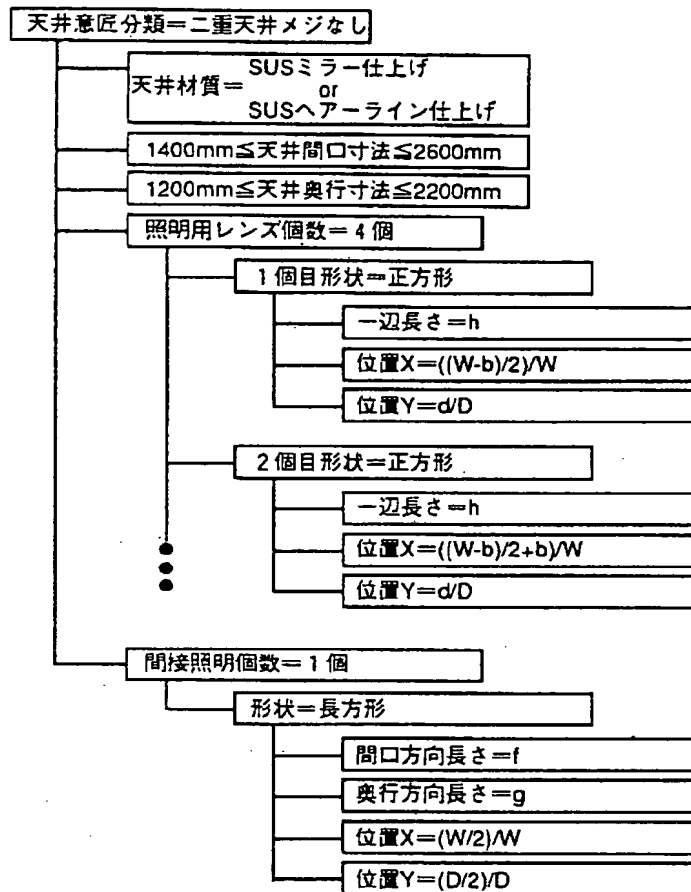 天井意匠分類＝二重天井メジなし
SUSミラー仕上げ
天井材質＝ or
SUSヘアーライン仕上げ
1400mm≦天井間口寸法≦2600mm
1200mm≦天井奥行寸法≦2200mm
照明用レンズ個数＝4個
1個目形状＝正方形
一辺長さ＝h
位置X＝((W-b)/2)/W
位置Y＝d/D
2個目形状＝正方形
一辺長さ＝h
位置X＝((W-b)/2+b)/W
位置Y＝d/D
間接照明個数＝1個
形状＝長方形
間口方向長さ＝f
奥行方向長さ＝g
位置X＝(W/2)/W
位置Y＝(D/2)/D